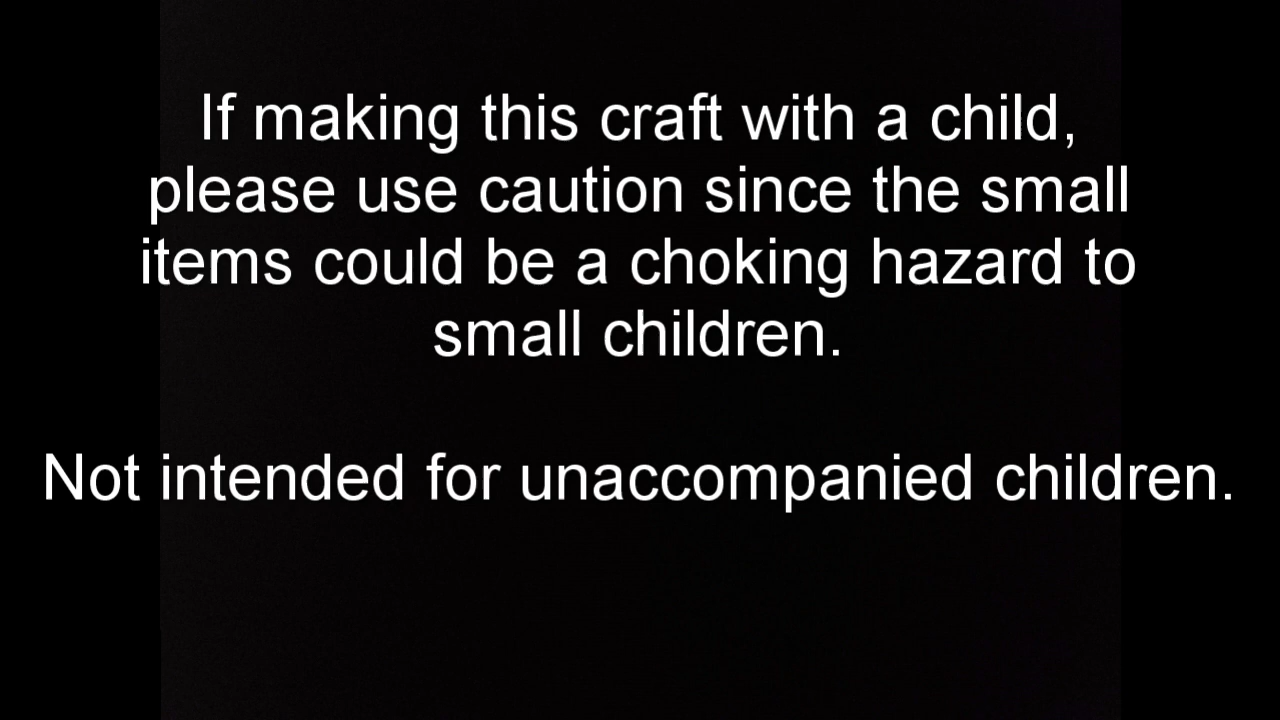 If making this craft with a child,
please use caution since the small
items could be a choking hazard to
small children.
Not intended for unaccompanied children.